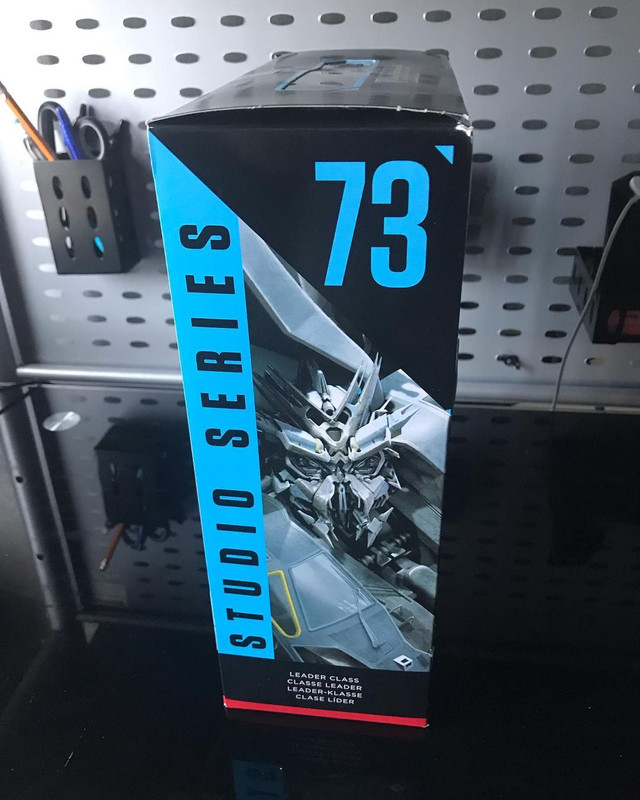 73
STUDIO SERIES
LEADER CLASS
CLASSE LEADER
LEADER-KLASSE
CLASE LÍDER